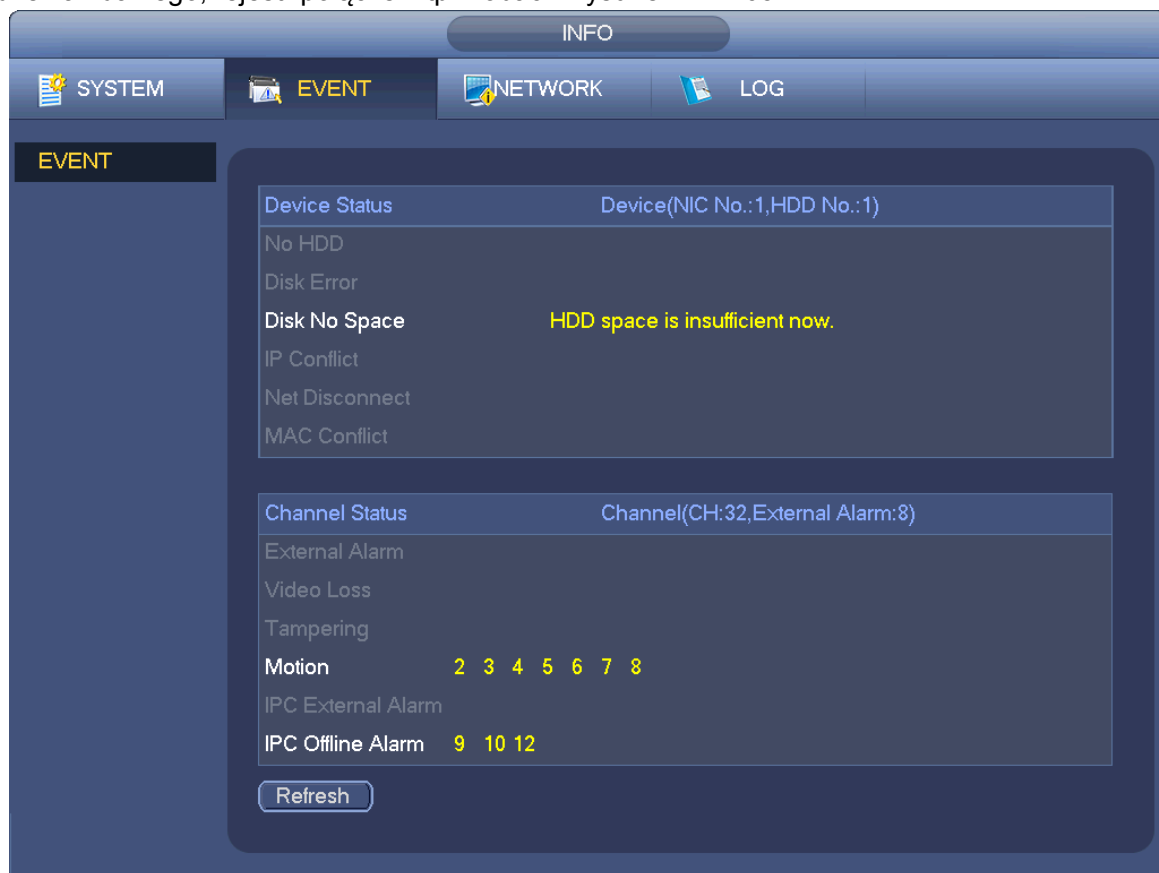 INFO
SYSTEM EVENT NETWORK LOG
EVENT
Device Status Device(NIC No.:1,HDD No.:1)
No HDD
Disk Error
Disk No Space HDD space is insufficient now.
IP Conflict
Net Disconnect
MAC Conflict
Channel Status Channel(CH:32,External Alarm:8)
External Alarm
Video Loss
Tampering
Motion 2 3 4 5 6 7 8
IPC External Alarm
IPC Offline Alarm 9 10 12
Refresh